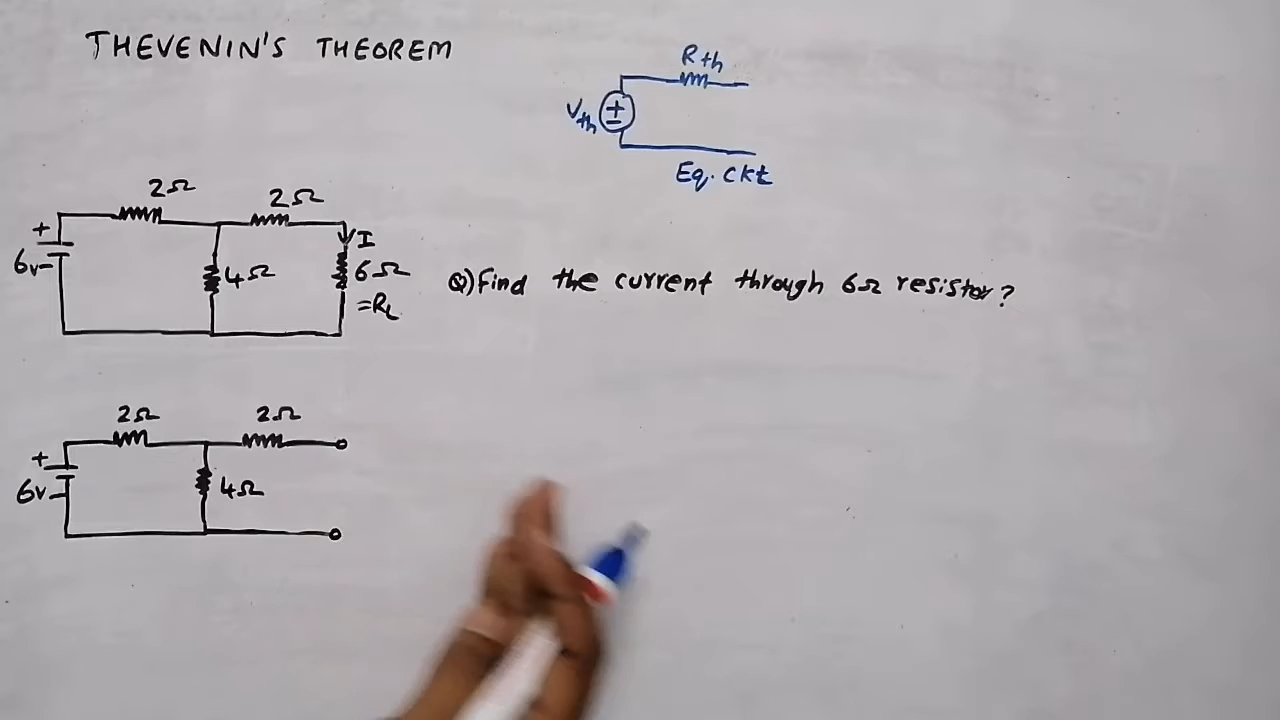 THEVENIN'S THEOREM
Rth
+
-
Vth
Eq. Ckt
2Ω
2Ω
+
6V
-
4Ω
I
6Ω
=RL
Q) Find the current through 6Ω resistor?
2Ω
2Ω
+
6V
-
4Ω